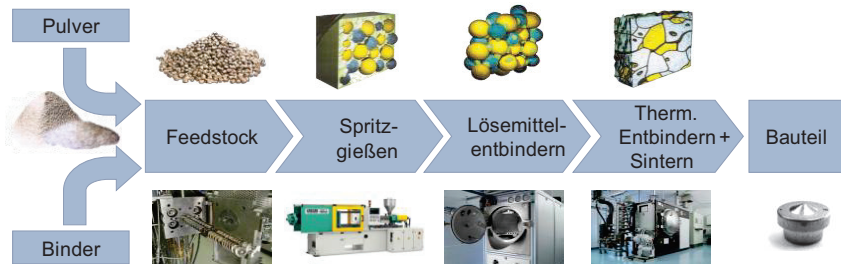 Pulver
Feedstock
Spritz-
gießen
Lösemittel-
entbindern
Therm.
Entbindern +
Sintern
Bauteil
Binder